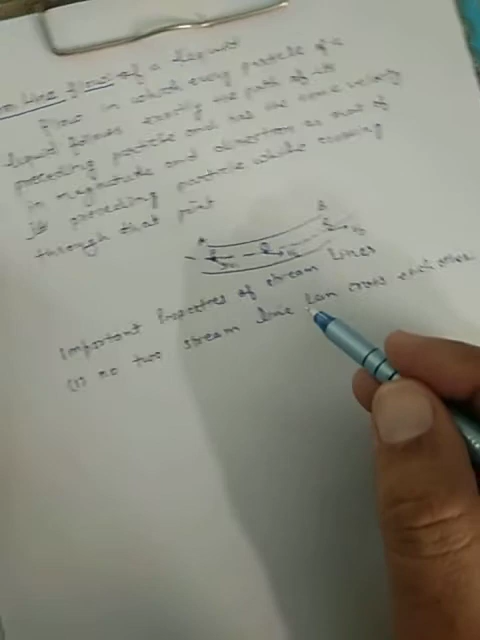 Line flow of a liquid
flow in which every particle of a
liquid follows exactly the path of its
preceding particle and has the same velocity
in magnitude and direction as that of
its preceding particle while crossing
through that point
Important Properties of stream lines
(1) no two stream line can cross each other